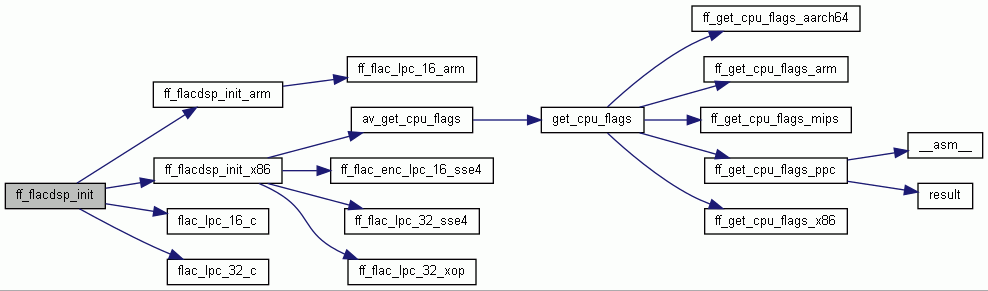 ff_get_cpu_flags_aarch64
ff_flac_lpc_16_arm
ff_get_cpu_flags_arm
ff_flacdsp_init_arm
av_get_cpu_flags
get_cpu_flags
ff_get_cpu_flags_mips
__asm__
ff_flacdsp_init_x86
ff_flac_enc_lpc_16_sse4
ff_get_cpu_flags_ppc
ff_flacdsp_init
result
flac_lpc_16_c
ff_flac_lpc_32_sse4
ff_get_cpu_flags_x86
flac_lpc_32_c
ff_flac_lpc_32_xop